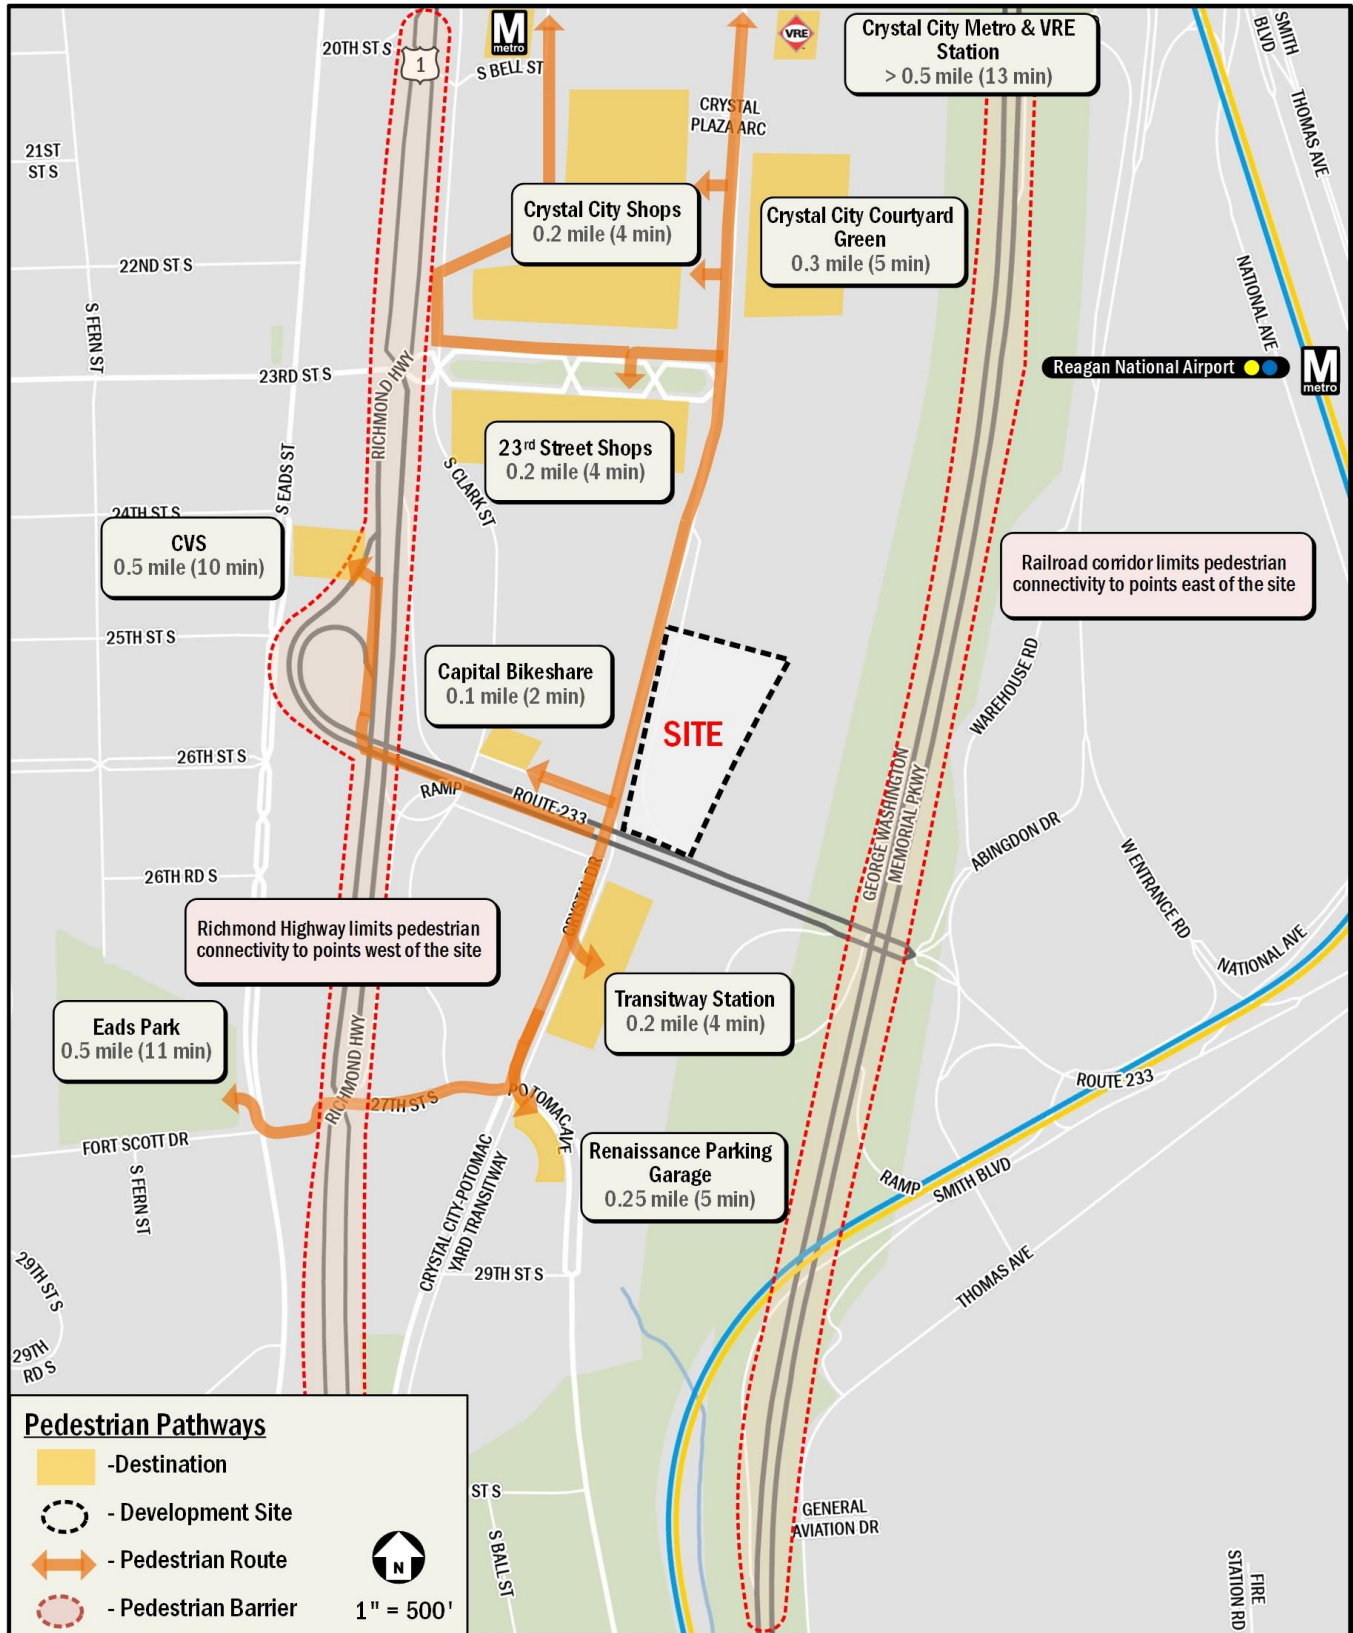 20TH ST S
1
M
metro
S BELL ST
VRE
Crystal City Metro & VRE
Station
> 0.5 mile (13 min)
SMITH
BLVD
THOMAS AVE
CRYSTAL
PLAZA ARC
21ST
ST S
Crystal City Shops
0.2 mile (4 min)
Crystal City Courtyard
Green
0.3 mile (5 min)
22ND ST S
NATIONAL AVE
S FERN ST
23RD ST S
RICHMOND HWY
Reagan National Airport
M
metro
S EADS ST
23rd Street Shops
0.2 mile (4 min)
S CLARK ST
24TH ST S
CVS
0.5 mile (10 min)
Railroad corridor limits pedestrian
connectivity to points east of the site
25TH ST S
Capital Bikeshare
0.1 mile (2 min)
WAREHOUSE RD
SITE
26TH ST S
RAMP
ROUTE 233
GEORGE WASHINGTON
MEMORIAL PKWY
ABINGDON DR
W ENTRANCE RD
26TH RD S
CRYSTAL DR
Richmond Highway limits pedestrian
connectivity to points west of the site
NATIONAL AVE
Transitway Station
0.2 mile (4 min)
Eads Park
0.5 mile (11 min)
RICHMOND HWY
27TH ST S
POTOMAC AVE
ROUTE 233
FORT SCOTT DR
S FERN ST
Renaissance Parking
Garage
0.25 mile (5 min)
RAMP
SMITH BLVD
CRYSTAL CITY-POTOMAC
YARD TRANSITWAY
29TH ST S
29TH ST S
THOMAS AVE
29TH
RD S
Pedestrian Pathways
-Destination
- Development Site
- Pedestrian Route
- Pedestrian Barrier
N
1" = 500'
ST S
S BALL ST
GENERAL
AVIATION DR
FIRE
STATION RD